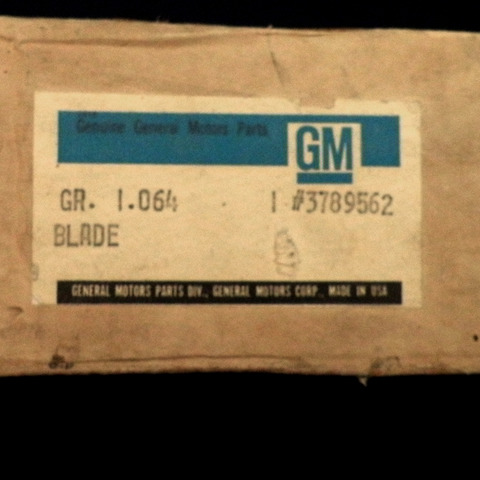 Genuine General Motors Parts
GM
GR. 1.064 1 #3789562
BLADE
GENERAL MOTORS PARTS DIV., GENERAL MOTORS CORP., MADE IN USA